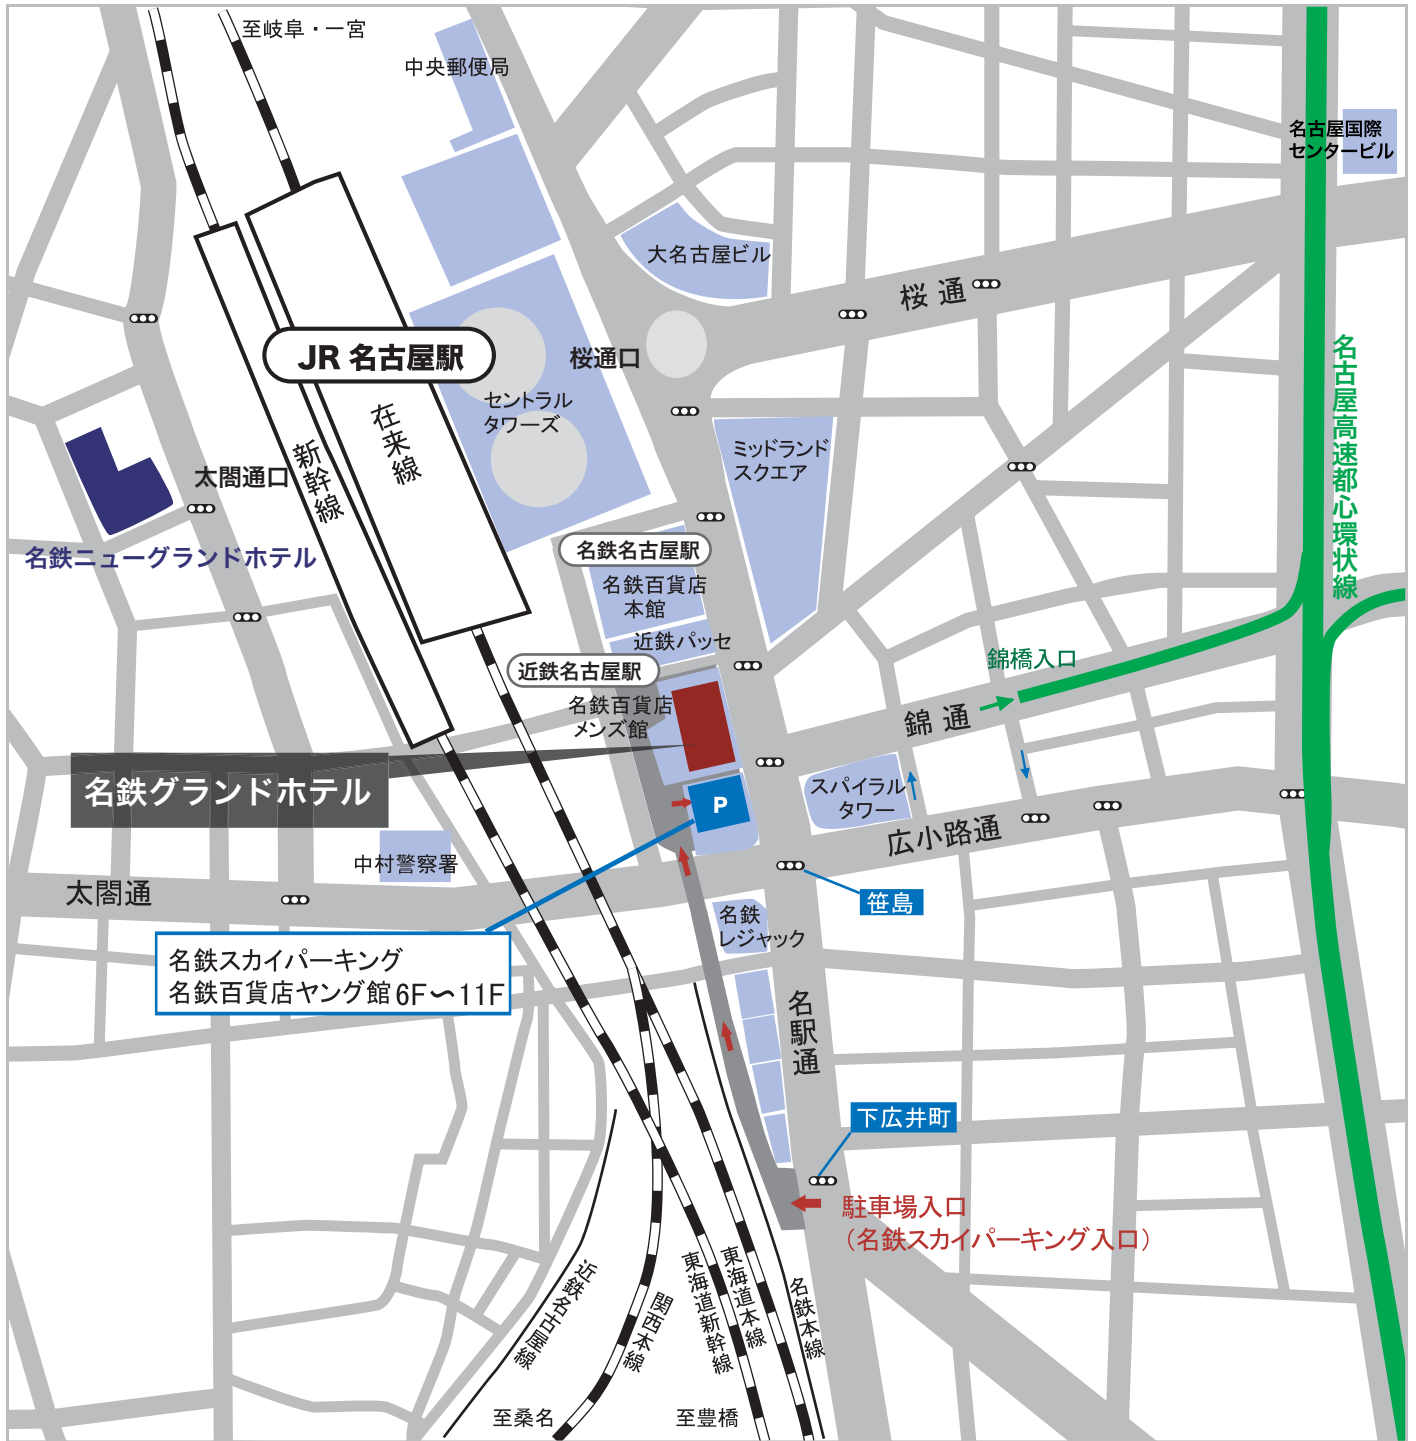 至岐阜・一宮
中央郵便局
名古屋国際
センタービル
大名古屋ビル
桜通
JR 名古屋駅
桜通口
名古屋高速都心環状線
セントラル
タワーズ
在来線
新幹線
ミッドランド
スクエア
太閤通口
名鉄ニューグランドホテル
名鉄名古屋駅
名鉄百貨店
本館
近鉄パッセ
近鉄名古屋駅
名鉄百貨店
メンズ館
錦橋入口
錦通
名鉄グランドホテル
P
スパイラル
タワー
広小路通
中村警察署
太閤通
笹島
名鉄
レジャック
名鉄スカイパーキング
名鉄百貨店ヤング館 6F〜11F
名駅通
下広井町
駐車場入口
(名鉄スカイパーキング入口)
近鉄名古屋線
関西本線
東海道新幹線
東海道本線
名鉄本線
至桑名
至豊橋